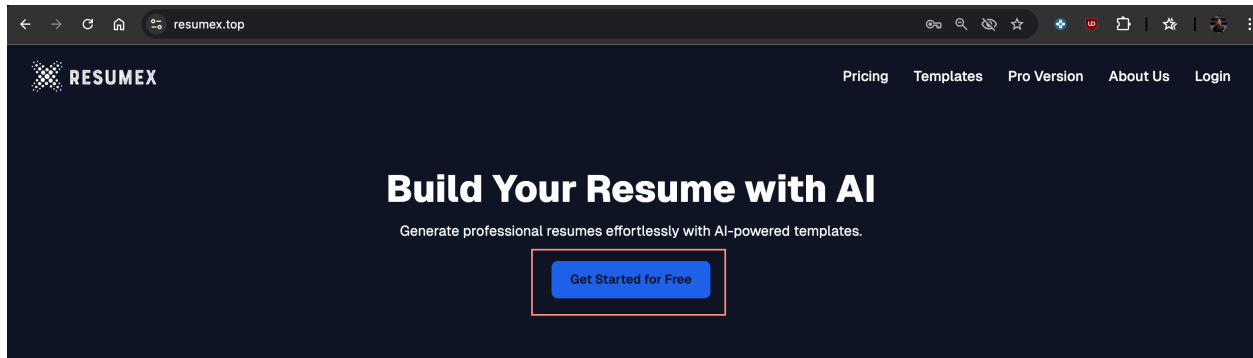 resumex.top
RESUMEX
Pricing Templates Pro Version About Us Login
Build Your Resume with AI
Generate professional resumes effortlessly with AI-powered templates.
Get Started for Free